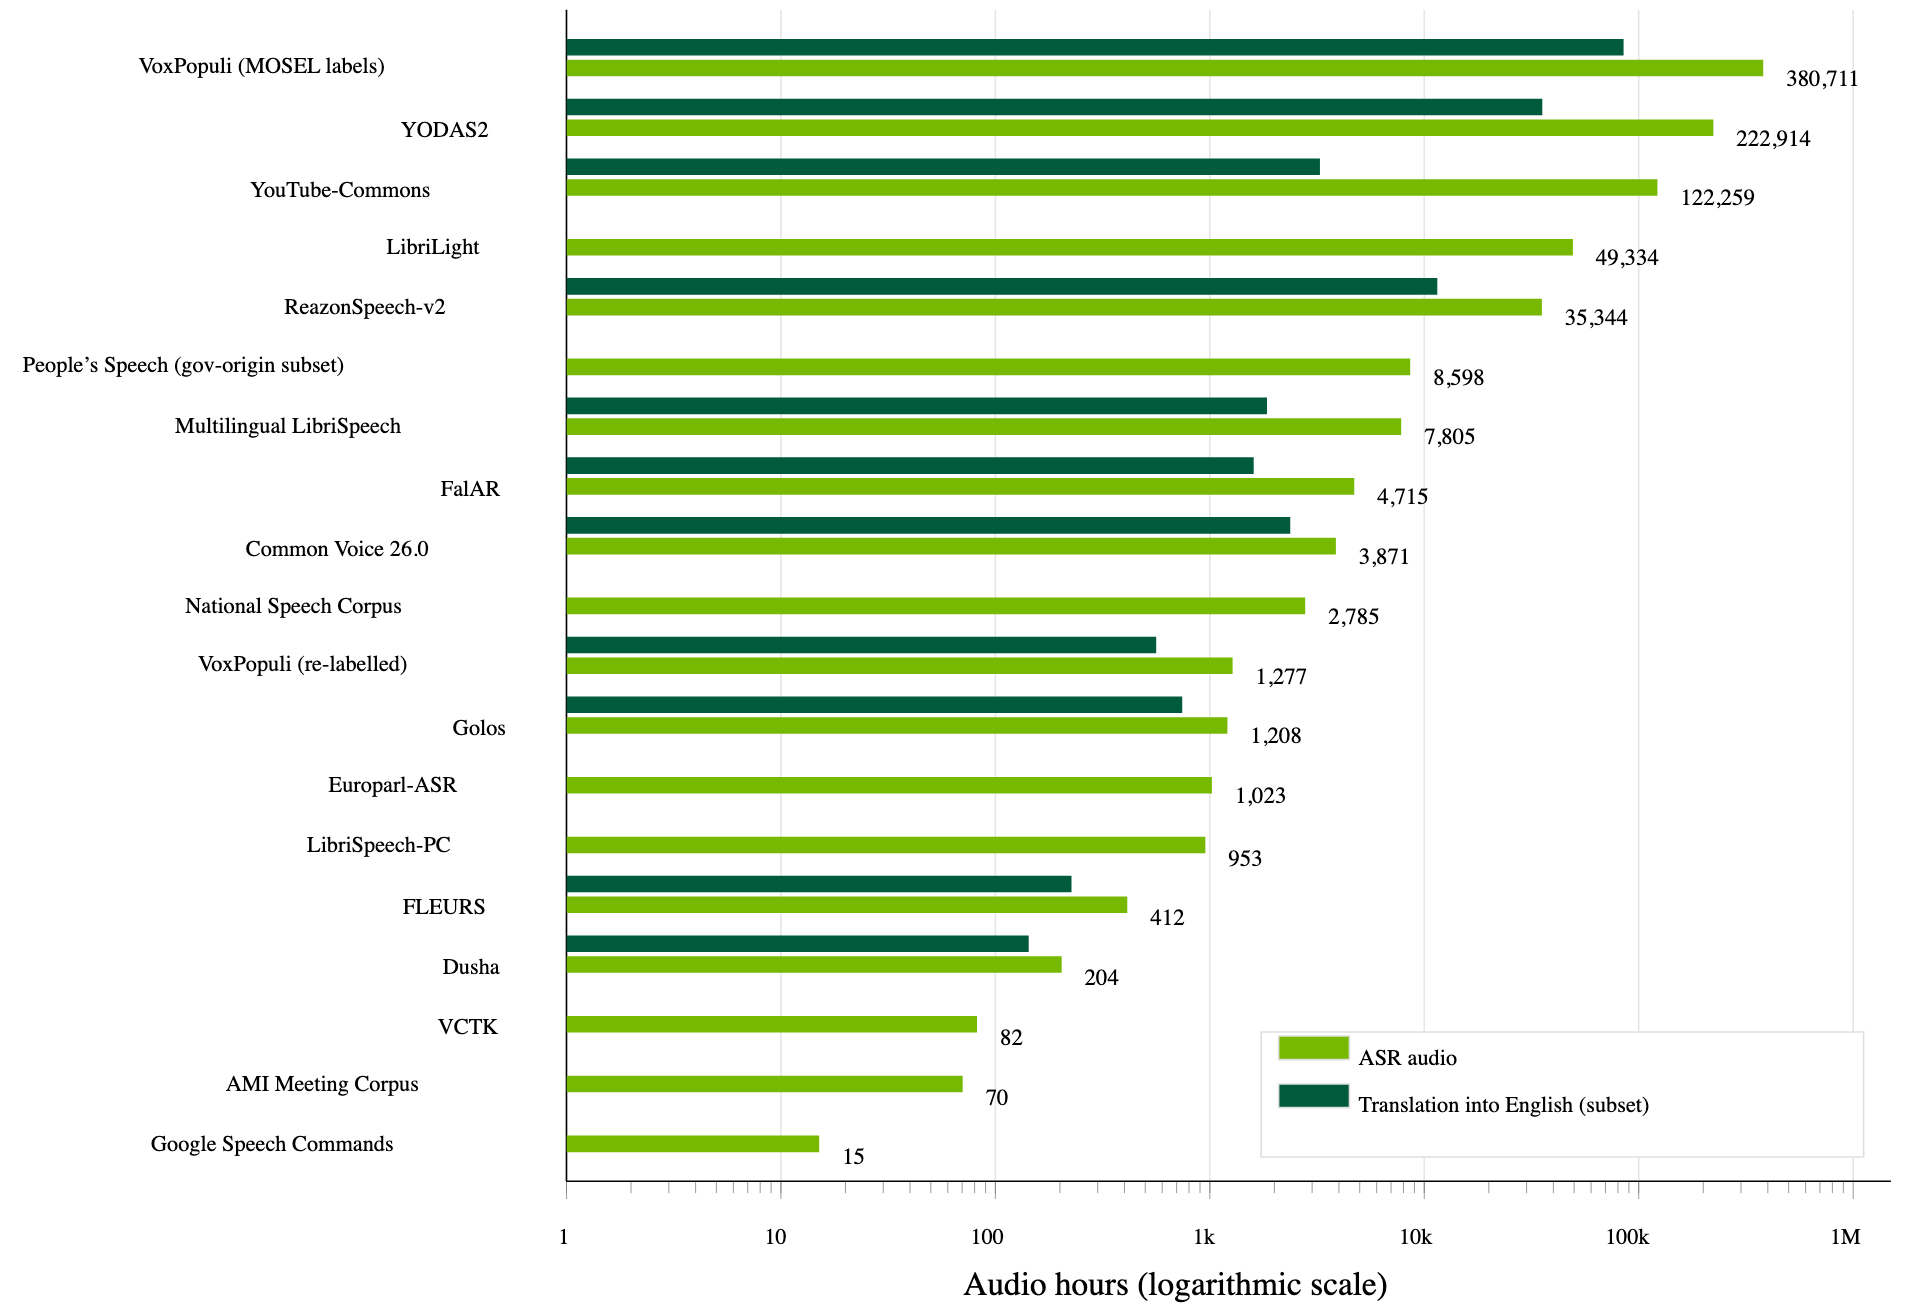 VoxPopuli (MOSEL labels)
380,711
YODAS2
222,914
YouTube-Commons
122,259
LibriLight
49,334
ReazonSpeech-v2
35,344
People’s Speech (gov-origin subset)
8,598
Multilingual LibriSpeech
7,805
FalAR
4,715
Common Voice 26.0
3,871
National Speech Corpus
2,785
VoxPopuli (re-labelled)
1,277
Golos
1,208
Europarl-ASR
1,023
LibriSpeech-PC
953
FLEURS
412
Dusha
204
VCTK
82
AMI Meeting Corpus
70
Google Speech Commands
15
ASR audio
Translation into English (subset)
1 10 100 1k 10k 100k 1M
Audio hours (logarithmic scale)